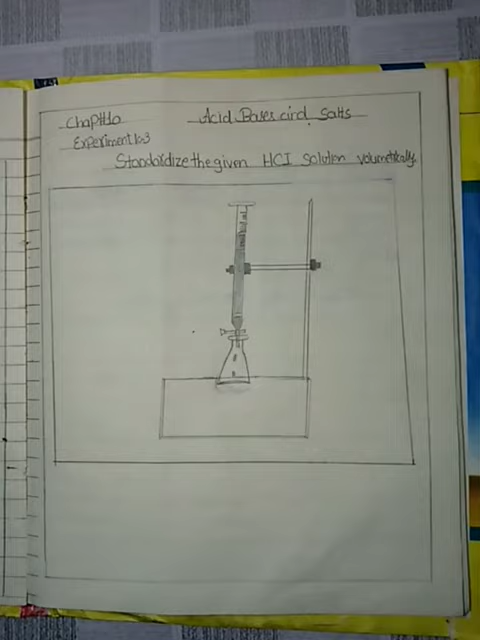 Chapt#10 Acid Bases and Salts
Experiment 10.3
Standardize the given HCl solution volumetrically.